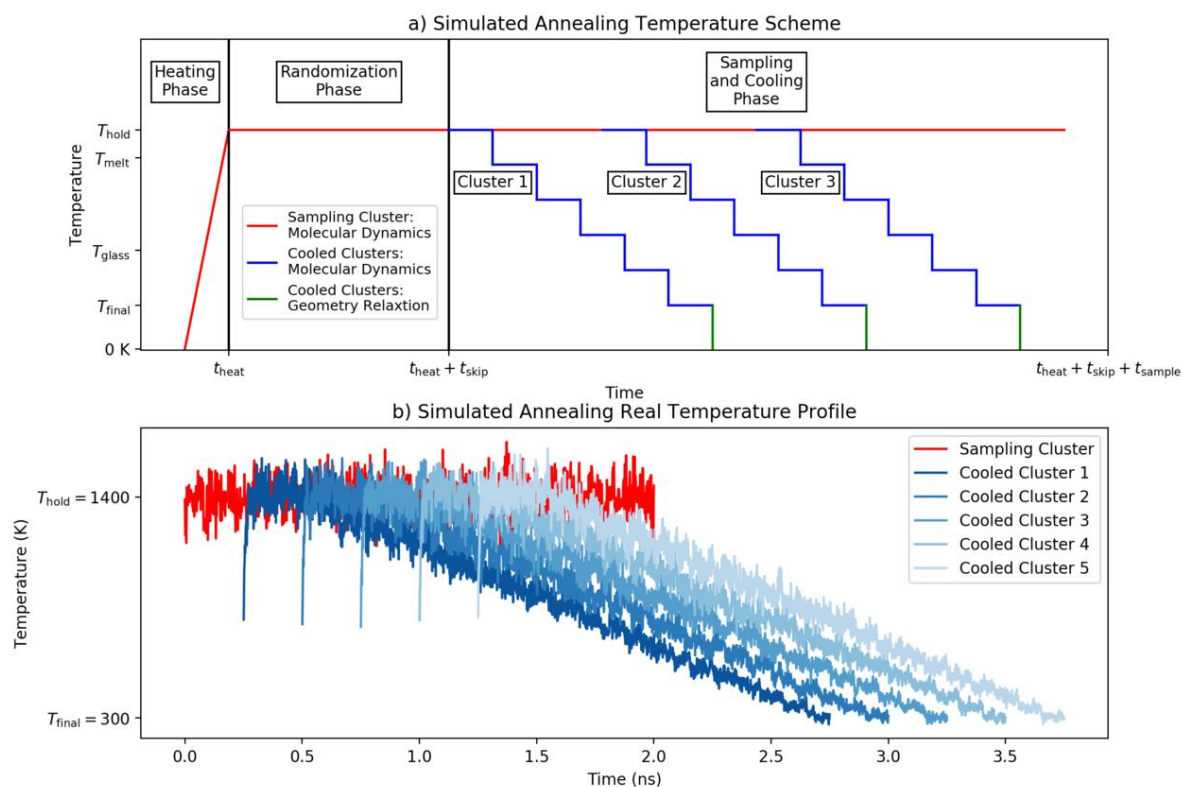 a) Simulated Annealing Temperature Scheme
Heating
Phase
Randomization
Phase
Sampling
and Cooling
Phase
Temperature
T_hold
T_melt
T_glass
T_final
0 K
Cluster 1
Cluster 2
Cluster 3
Sampling Cluster:
Molecular Dynamics
Cooled Clusters:
Molecular Dynamics
Cooled Clusters:
Geometry Relaxtion
t_heat
t_heat + t_skip
t_heat + t_skip + t_sample
Time
b) Simulated Annealing Real Temperature Profile
Temperature (K)
T_hold = 1400
T_final = 300
Sampling Cluster
Cooled Cluster 1
Cooled Cluster 2
Cooled Cluster 3
Cooled Cluster 4
Cooled Cluster 5
0.0 0.5 1.0 1.5 2.0 2.5 3.0 3.5
Time (ns)